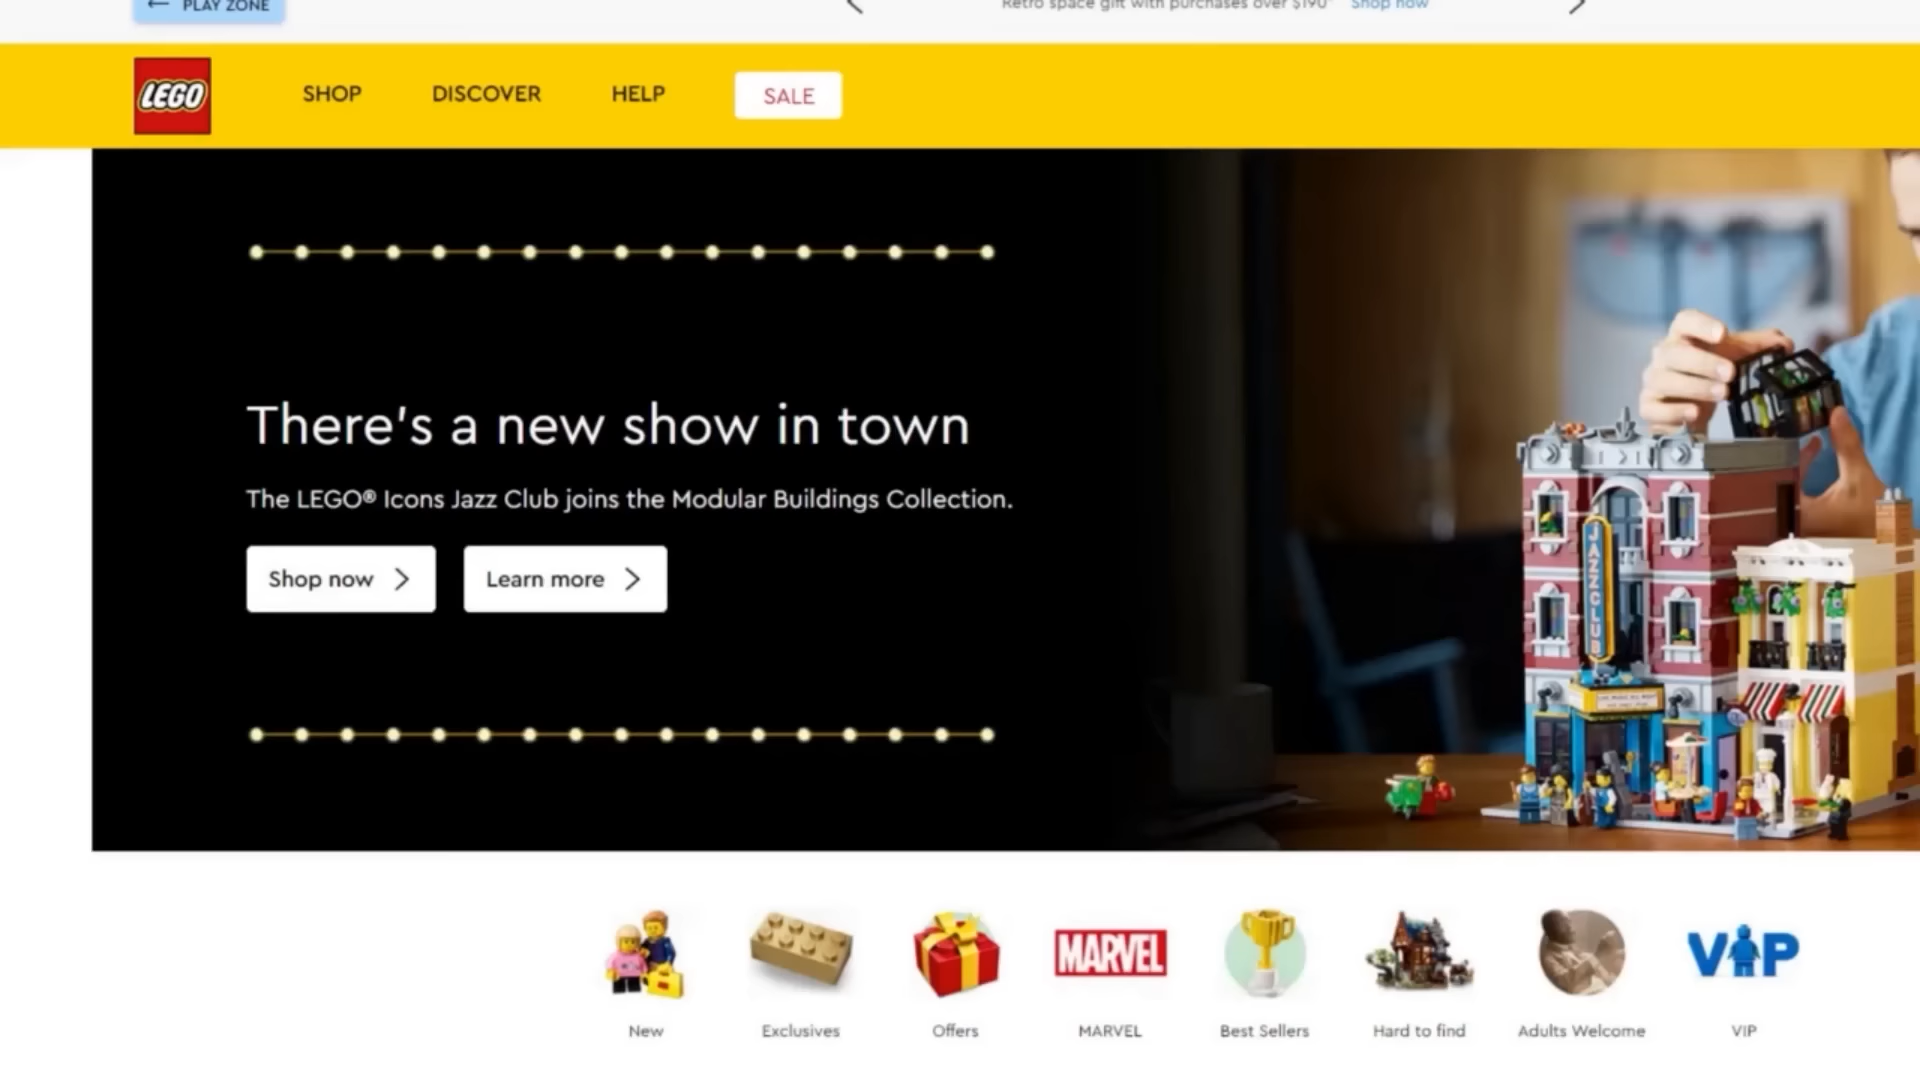 PLAY ZONE
Retro space gift with purchases over $190* Shop now
LEGO
SHOP
DISCOVER
HELP
SALE
There's a new show in town
The LEGO® Icons Jazz Club joins the Modular Buildings Collection.
Shop now
Learn more
JAZZ CLUB
MARVEL
VIP
New
Exclusives
Offers
MARVEL
Best Sellers
Hard to find
Adults Welcome
VIP